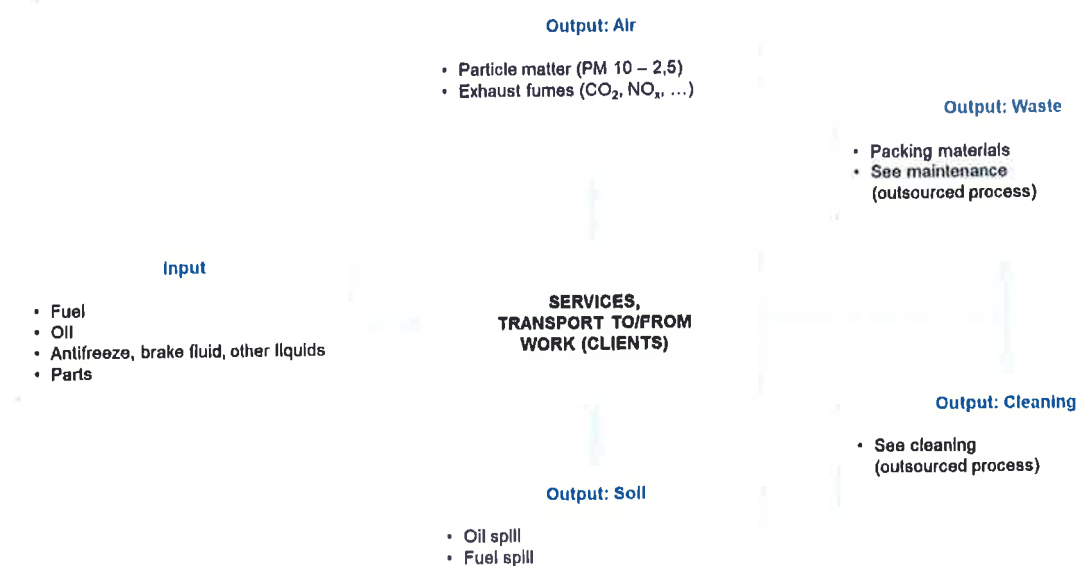 Output: Air
• Particle matter (PM 10 – 2,5)
• Exhaust fumes (CO₂, NOₓ, …)
Output: Waste
• Packing materials
• See maintenance
(outsourced process)
Input
• Fuel
• Oil
• Antifreeze, brake fluid, other liquids
• Parts
SERVICES,
TRANSPORT TO/FROM
WORK (CLIENTS)
Output: Cleaning
• See cleaning
(outsourced process)
Output: Soil
• Oil spill
• Fuel spill